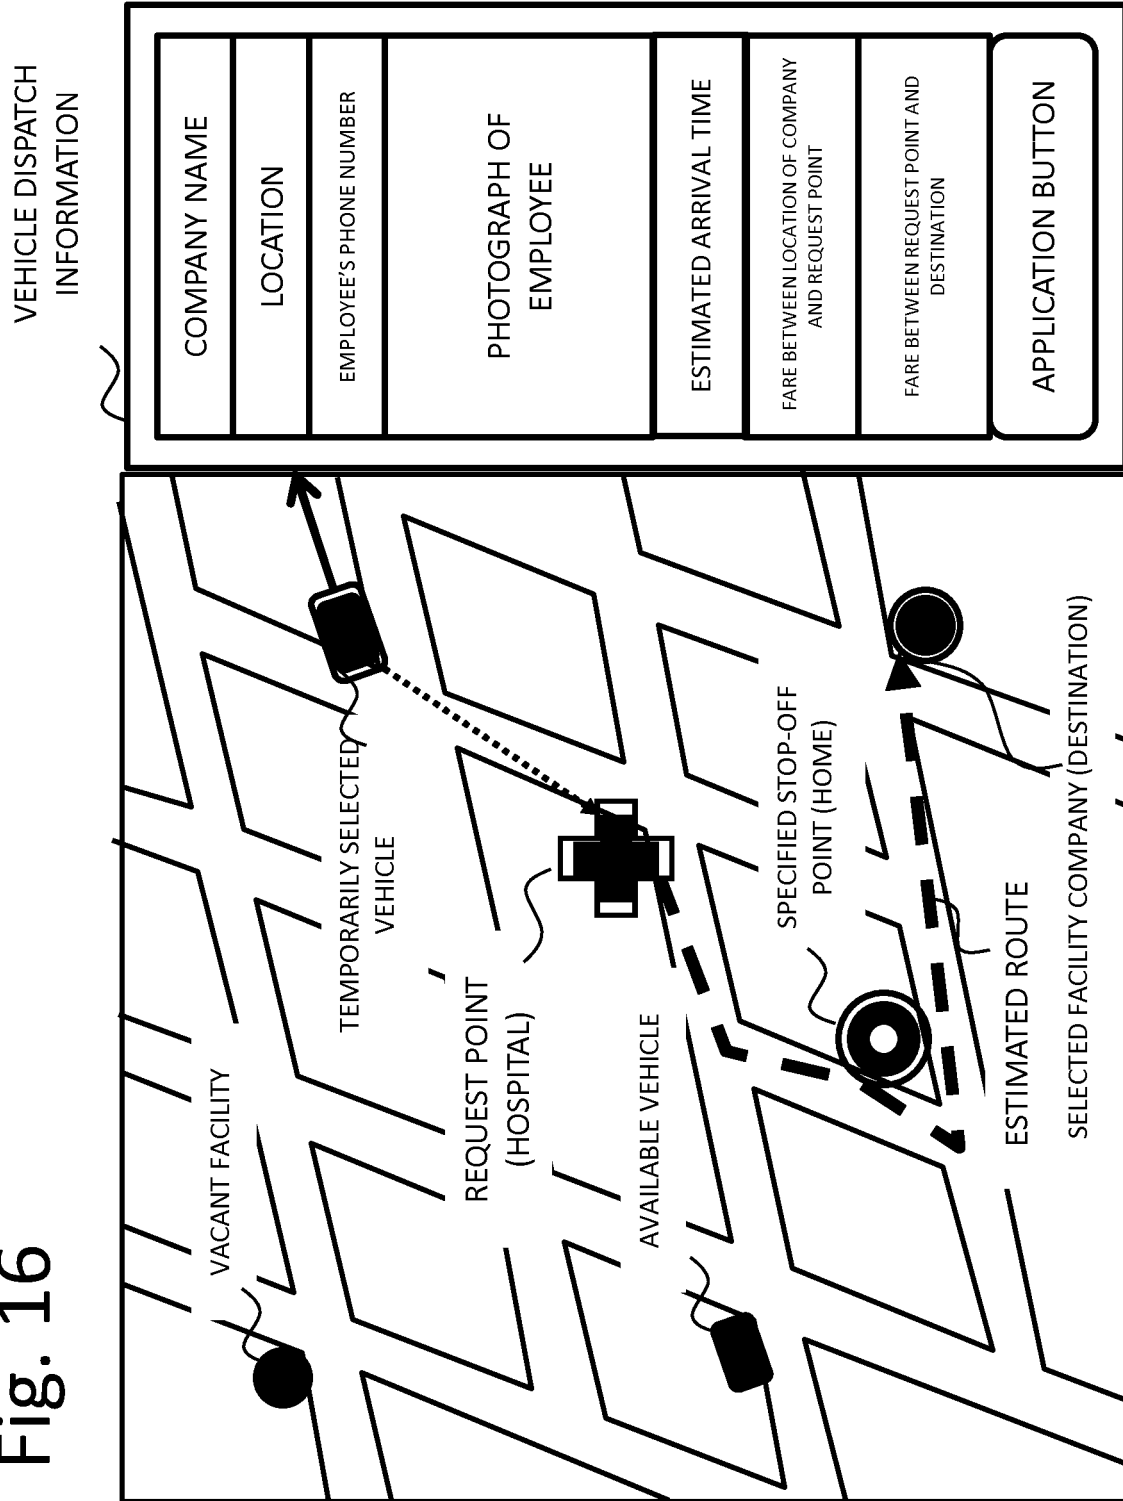 Fig. 16
VEHICLE DISPATCH
INFORMATION
COMPANY NAME
LOCATION
EMPLOYEE'S PHONE NUMBER
PHOTOGRAPH OF
EMPLOYEE
ESTIMATED ARRIVAL TIME
FARE BETWEEN LOCATION OF COMPANY
AND REQUEST POINT
FARE BETWEEN REQUEST POINT AND
DESTINATION
APPLICATION BUTTON
VACANT FACILITY
TEMPORARILY SELECTED
VEHICLE
REQUEST POINT
(HOSPITAL)
AVAILABLE VEHICLE
SPECIFIED STOP-OFF
POINT (HOME)
ESTIMATED ROUTE
SELECTED FACILITY COMPANY (DESTINATION)